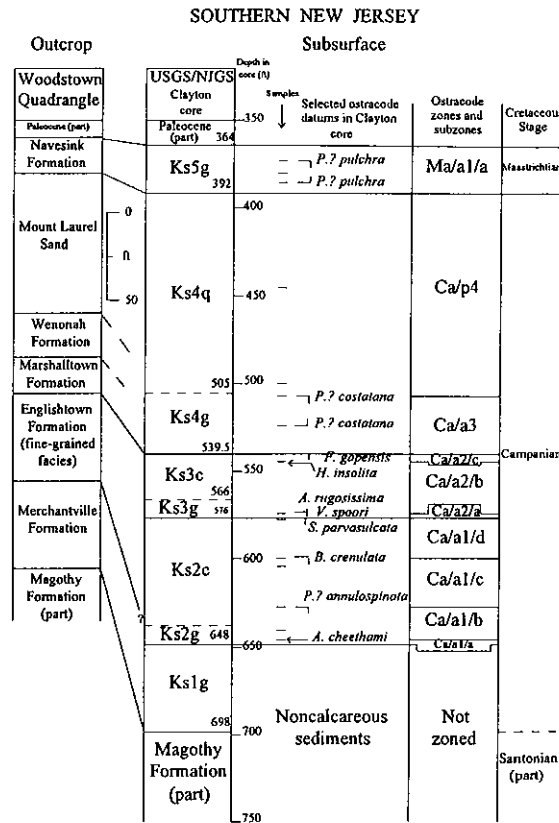 SOUTHERN NEW JERSEY
Outcrop
Subsurface
Woodstown
Quadrangle
USGS/NJGS
Clayton
core
Depth in
core (ft)
Samples
Selected ostracode
datums in Clayton
core
Ostracode
zones and
subzones
Cretaceous
Stage
Paleocene (part)
Paleocene
(part)
364
350
Navesink
Formation
Ks5g
392
P.? pulchra
P.? pulchra
Ma/a1/a
Maastrichtian
400
Mount Laurel
Sand
0
ft
50
Ks4q
450
Ca/p4
Wenonah
Formation
Marshalltown
Formation
505
500
P.? costatana
Englishtown
Formation
(fine-grained
facies)
Ks4g
539.5
P.? costatana
Ca/a3
Campanian
gapensis
H. insolita
Ca/a2/c
Ks3c
566
550
Ca/a2/b
Merchantville
Formation
Ks3g
576
A. rugosissima
V. spoori
S. parvasulcata
Ca/a2/a
Ca/a1/d
Ks2c
600
B. crenulata
Ca/a1/c
Magothy
Formation
(part)
P.? annulospinata
Ca/a1/b
?
Ks2g
648
A. cheethami
650
Ca/a1/a
Ks1g
698
700
Noncalcareous
sediments
Not
zoned
Magothy
Formation
(part)
Santonian
(part)
750